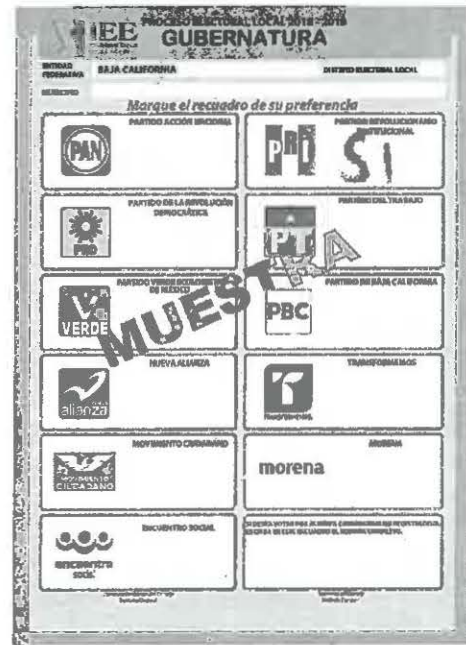 IEE
PROCESO ELECTORAL LOCAL 2018 - 2019
GUBERNATURA
ENTIDAD FEDERATIVA
BAJA CALIFORNIA
DISTRITO ELECTORAL LOCAL
MUNICIPIO
Marque el recuadro de su preferencia
PARTIDO ACCIÓN NACIONAL
PAN
PARTIDO REVOLUCIONARIO
INSTITUCIONAL
PRI
SI
PARTIDO DE LA REVOLUCIÓN
DEMOCRÁTICA
PRD
PARTIDO DEL TRABAJO
PT
MUESTRA
PARTIDO VERDE ECOLOGISTA
DE MÉXICO
VERDE
PARTIDO DE BAJA CALIFORNIA
PBC
NUEVA ALIANZA
alianza
TRANSFORMEMOS
MOVIMIENTO CIUDADANO
MOVIMIENTO
CIUDADANO
MORENA
morena
ENCUENTRO SOCIAL
encuentro
social